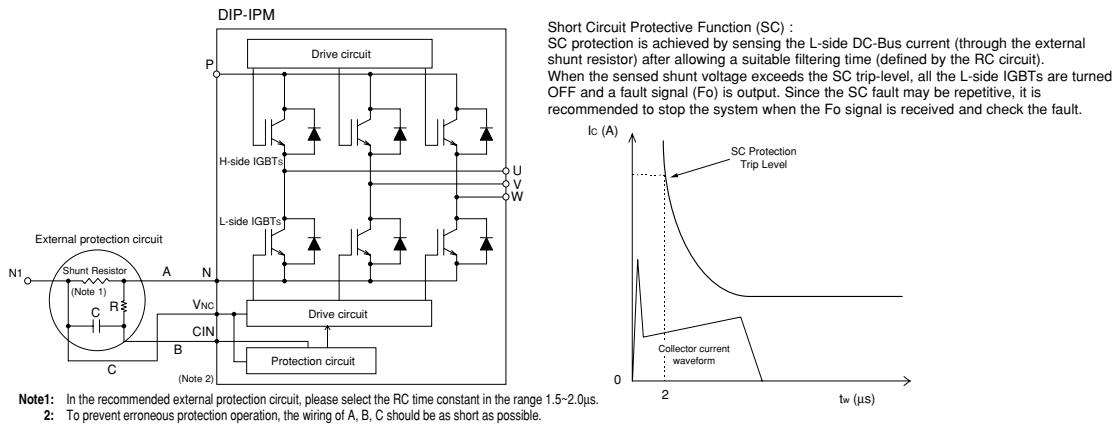 DIP-IPM
Drive circuit
P
H-side IGBTS
U
V
W
L-side IGBTS
External protection circuit
N1
Shunt Resistor
A
N
(Note 1)
R
C
VNC
Drive circuit
CIN
B
C
Protection circuit
(Note 2)
Short Circuit Protective Function (SC) :
SC protection is achieved by sensing the L-side DC-Bus current (through the external
shunt resistor) after allowing a suitable filtering time (defined by the RC circuit).
When the sensed shunt voltage exceeds the SC trip-level, all the L-side IGBTs are turned
OFF and a fault signal (Fo) is output. Since the SC fault may be repetitive, it is
recommended to stop the system when the Fo signal is received and check the fault.
IC (A)
SC Protection
Trip Level
Collector current
waveform
0
2
tw (μs)
Note1: In the recommended external protection circuit, please select the RC time constant in the range 1.5~2.0μs.
2: To prevent erroneous protection operation, the wiring of A, B, C should be as short as possible.